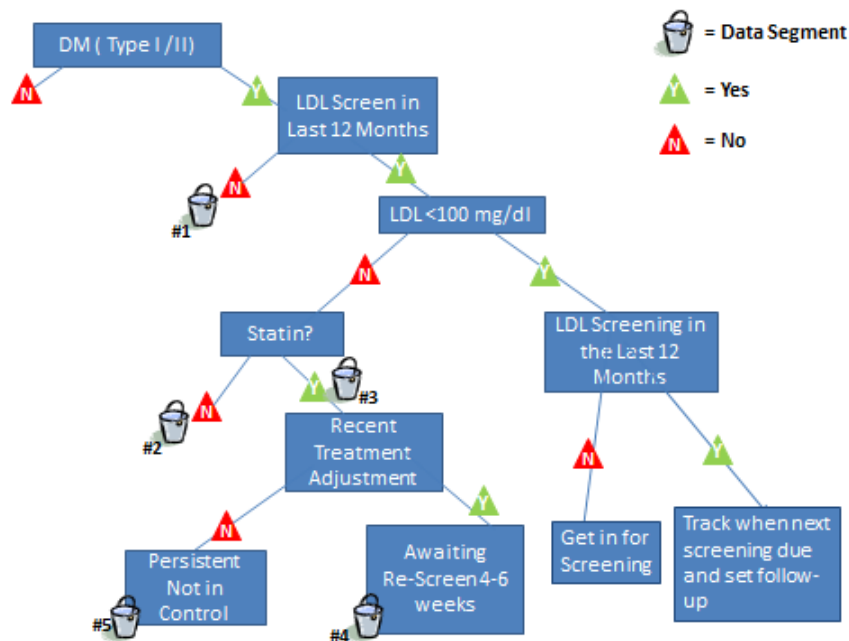 DM ( Type I /II)
= Data Segment
N
Y
Y
= Yes
LDL Screen in
Last 12 Months
N
= No
N
Y
#1
LDL <100 mg/dl
N
Y
Statin?
LDL Screening in
the Last 12
Months
Y
#3
N
#2
Recent
Treatment
Adjustment
N
Y
N
Y
Get in for
Screening
Track when next
screening due
and set follow-
up
Persistent
Not in
Control
#5
Awaiting
Re-Screen 4-6
weeks
#4